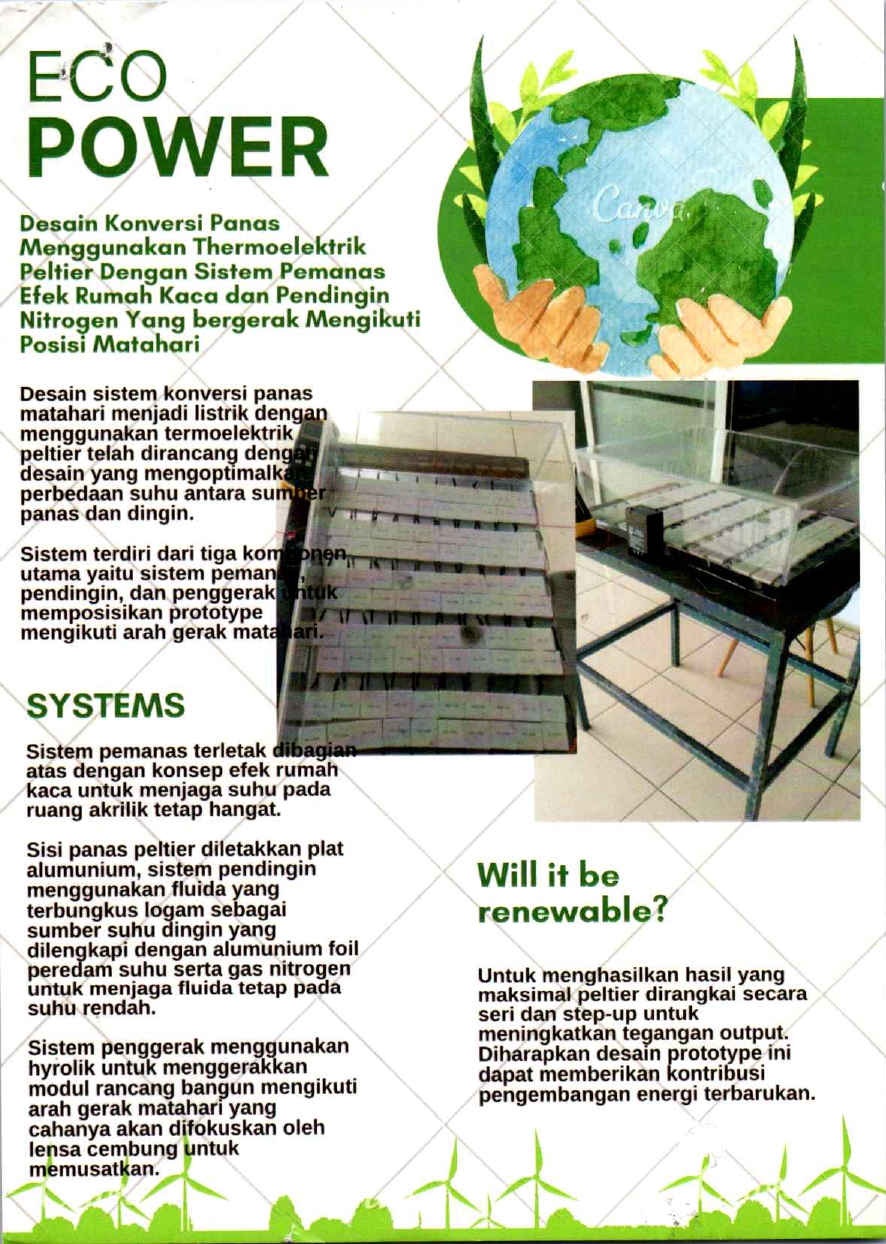 ECO
POWER
Desain Konversi Panas
Menggunakan Thermoelektrik
Peltier Dengan Sistem Pemanas
Efek Rumah Kaca dan Pendingin
Nitrogen Yang bergerak Mengikuti
Posisi Matahari
Canva
Desain sistem konversi panas
matahari menjadi listrik dengan
menggunakan termoelektrik
peltier telah dirancang dengan
desain yang mengoptimalkan
perbedaan suhu antara sumber
panas dan dingin.
Sistem terdiri dari tiga komponen
utama yaitu sistem pemanas,
pendingin, dan penggerak untuk
memposisikan prototype
mengikuti arah gerak matahari.
SYSTEMS
Sistem pemanas terletak dibagian
atas dengan konsep efek rumah
kaca untuk menjaga suhu pada
ruang akrilik tetap hangat.
Sisi panas peltier diletakkan plat
alumunium, sistem pendingin
menggunakan fluida yang
terbungkus logam sebagai
sumber suhu dingin yang
dilengkapi dengan alumunium foil
peredam suhu serta gas nitrogen
untuk menjaga fluida tetap pada
suhu rendah.
Sistem penggerak menggunakan
hyrolik untuk menggerakkan
modul rancang bangun mengikuti
arah gerak matahari yang
cahanya akan difokuskan oleh
lensa cembung untuk
memusatkan.
Will it be
renewable?
Untuk menghasilkan hasil yang
maksimal peltier dirangkai secara
seri dan step-up untuk
meningkatkan tegangan output.
Diharapkan desain prototype ini
dapat memberikan kontribusi
pengembangan energi terbarukan.